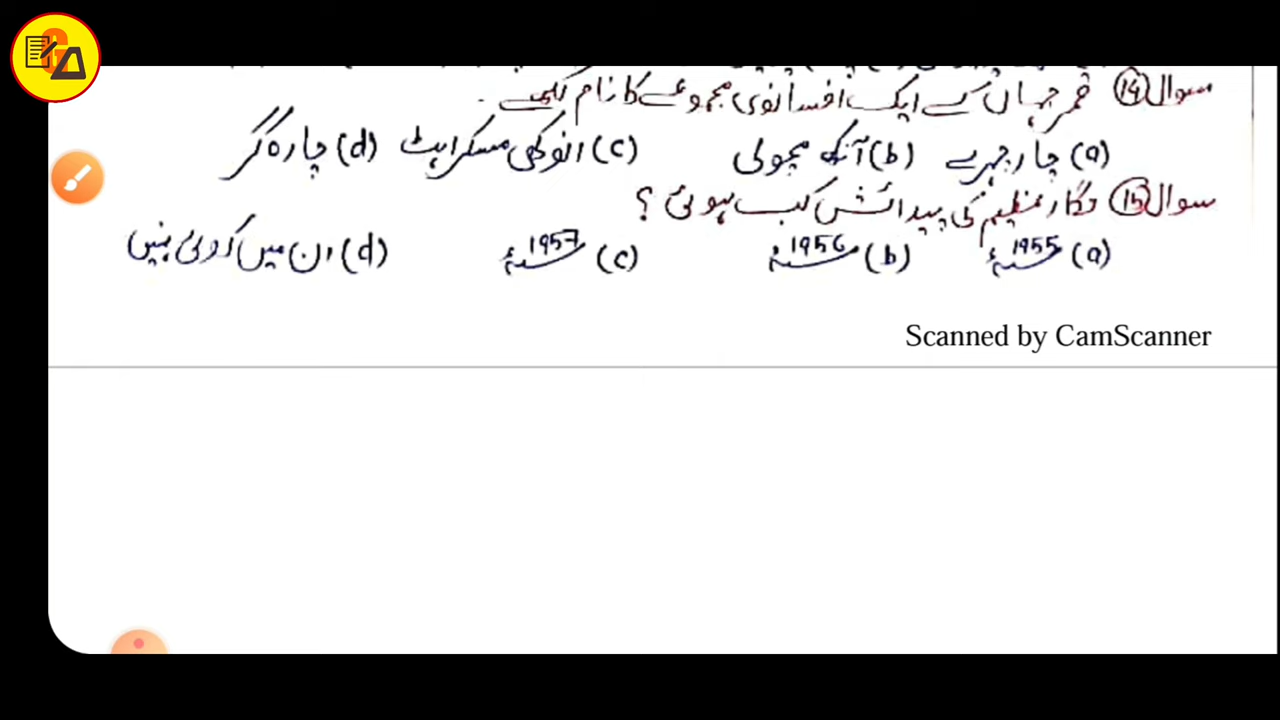 سوال 14 قمر جہاں کے ایک افسانوی مجموعے کا نام لکھیے۔
(a) چار چہرے (b) آنکھ مچولی (c) انوکھی مسکراہٹ (d) چارہ گر
سوال 15 نگار عظیم کی پیدائش کب ہوئی ؟
(a) 1955ء (b) 1956ء (c) 1957ء (d) ان میں کوئی نہیں
Scanned by CamScanner